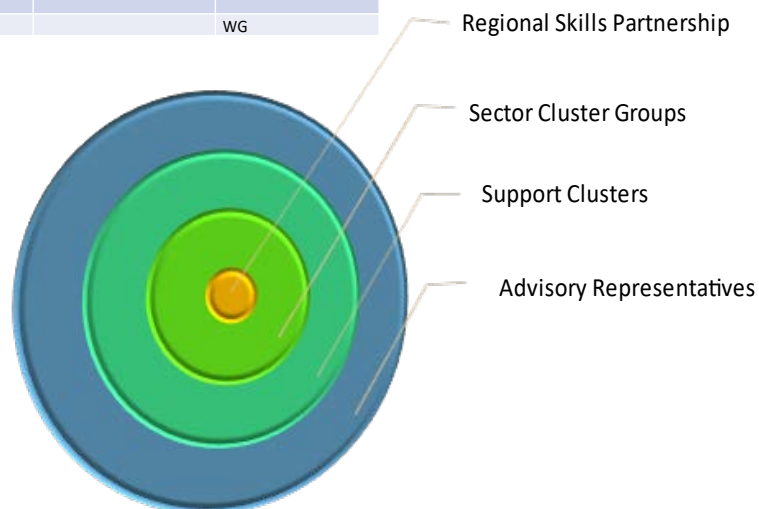 WG
Regional Skills Partnership
Sector Cluster Groups
Support Clusters
Advisory Representatives